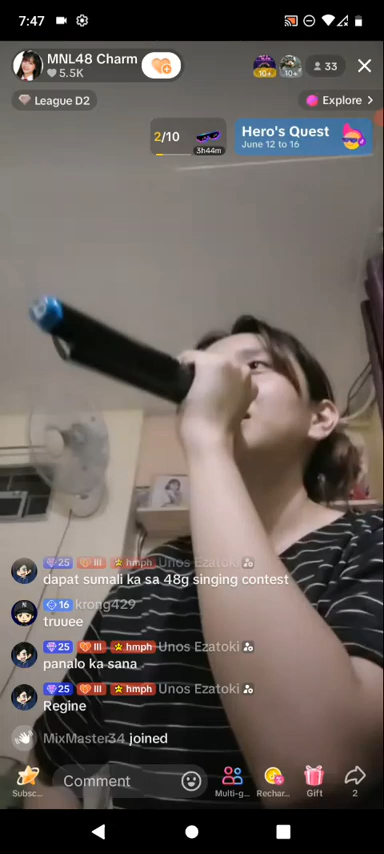 7:47
MNL48 Charm
5.5K
10+
10+
33
League D2
Explore >
2/10
3h44m
Hero's Quest
June 12 to 16
25 III hmph Unos Ezatoki
dapat sumali ka sa 48g singing contest
N
16 krong429
truuee
25 III hmph Unos Ezatoki
panalo ka sana
25 III hmph Unos Ezatoki
Regine
MixMaster34 joined
Comment
Subsc...
Multi-g...
Rechar...
Gift
2